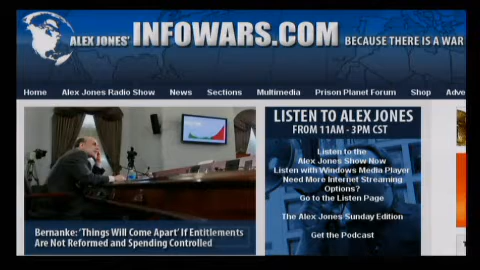 ALEX JONES' INFOWARS.COM BECAUSE THERE IS A WAR
Home Alex Jones Radio Show News Sections Multimedia Prison Planet Forum Shop Adve
LISTEN TO ALEX JONES
FROM 11AM - 3PM CST
Listen to the
Alex Jones Show Now
Listen with Windows Media Player
Need More Internet Streaming
Options?
Go to the Listen Page
The Alex Jones Sunday Edition
Get the Podcast
Bernanke: 'Things Will Come Apart' If Entitlements
Are Not Reformed and Spending Controlled